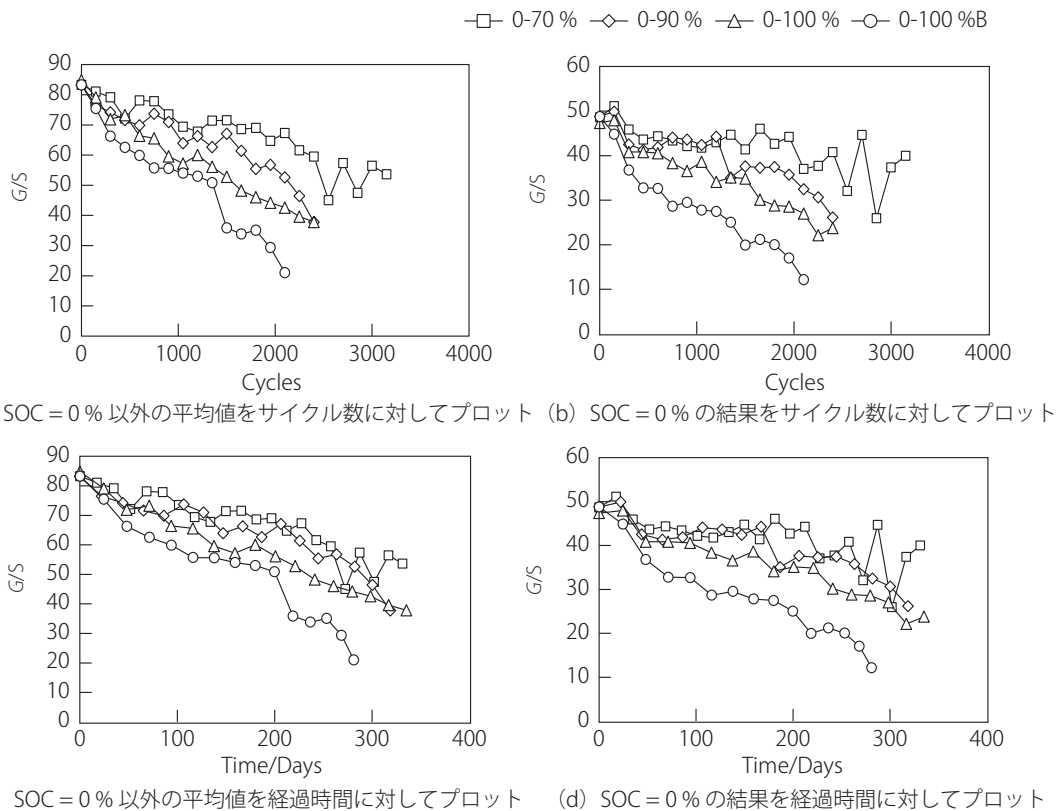 0-70 % 0-90 % 0-100 % 0-100 %B
90
80
70
60
50
40
30
20
10
0
G/S
0 1000 2000 3000 4000
Cycles
SOC = 0 % 以外の平均値をサイクル数に対してプロット
60
50
40
30
20
10
0
G/S
0 1000 2000 3000 4000
Cycles
(b) SOC = 0 % の結果をサイクル数に対してプロット
90
80
70
60
50
40
30
20
10
0
G/S
0 100 200 300 400
Time/Days
SOC = 0 % 以外の平均値を経過時間に対してプロット
60
50
40
30
20
10
0
G/S
0 100 200 300 400
Time/Days
(d) SOC = 0 % の結果を経過時間に対してプロット